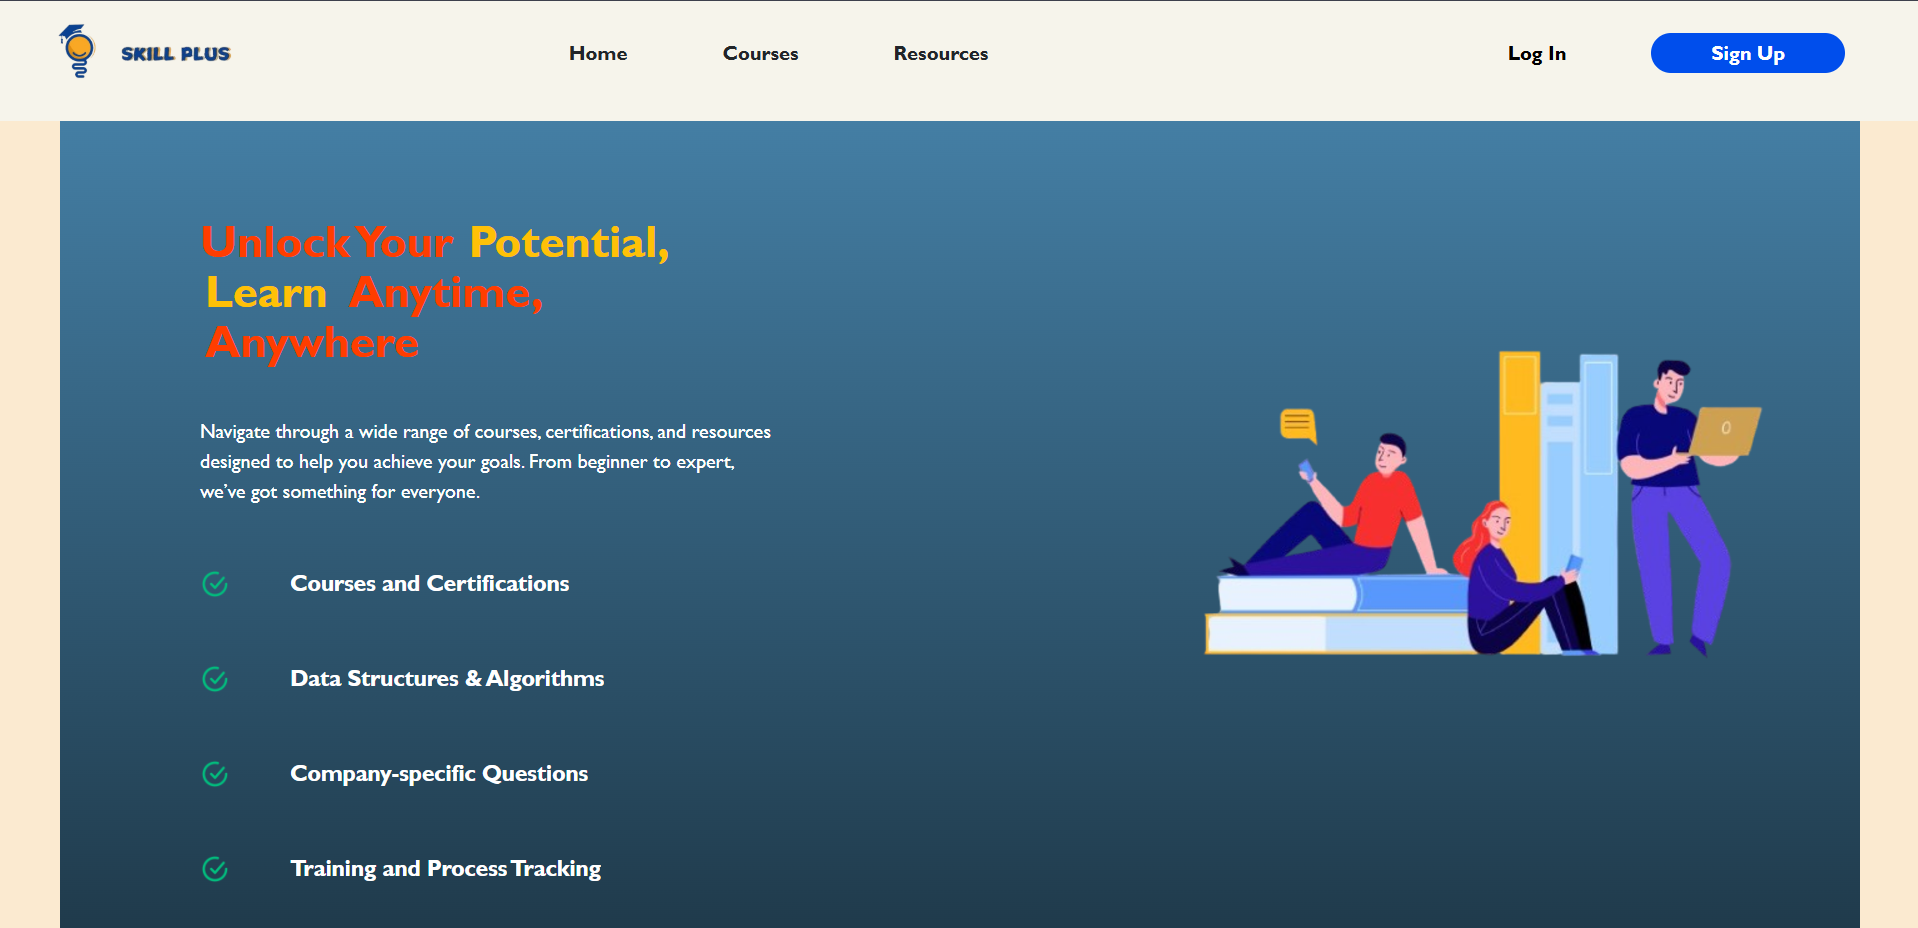 SKILL PLUS
Home
Courses
Resources
Log In
Sign Up
Unlock Your Potential,
Learn Anytime,
Anywhere
Navigate through a wide range of courses, certifications, and resources
designed to help you achieve your goals. From beginner to expert,
we’ve got something for everyone.
Courses and Certifications
Data Structures & Algorithms
Company-specific Questions
Training and Process Tracking